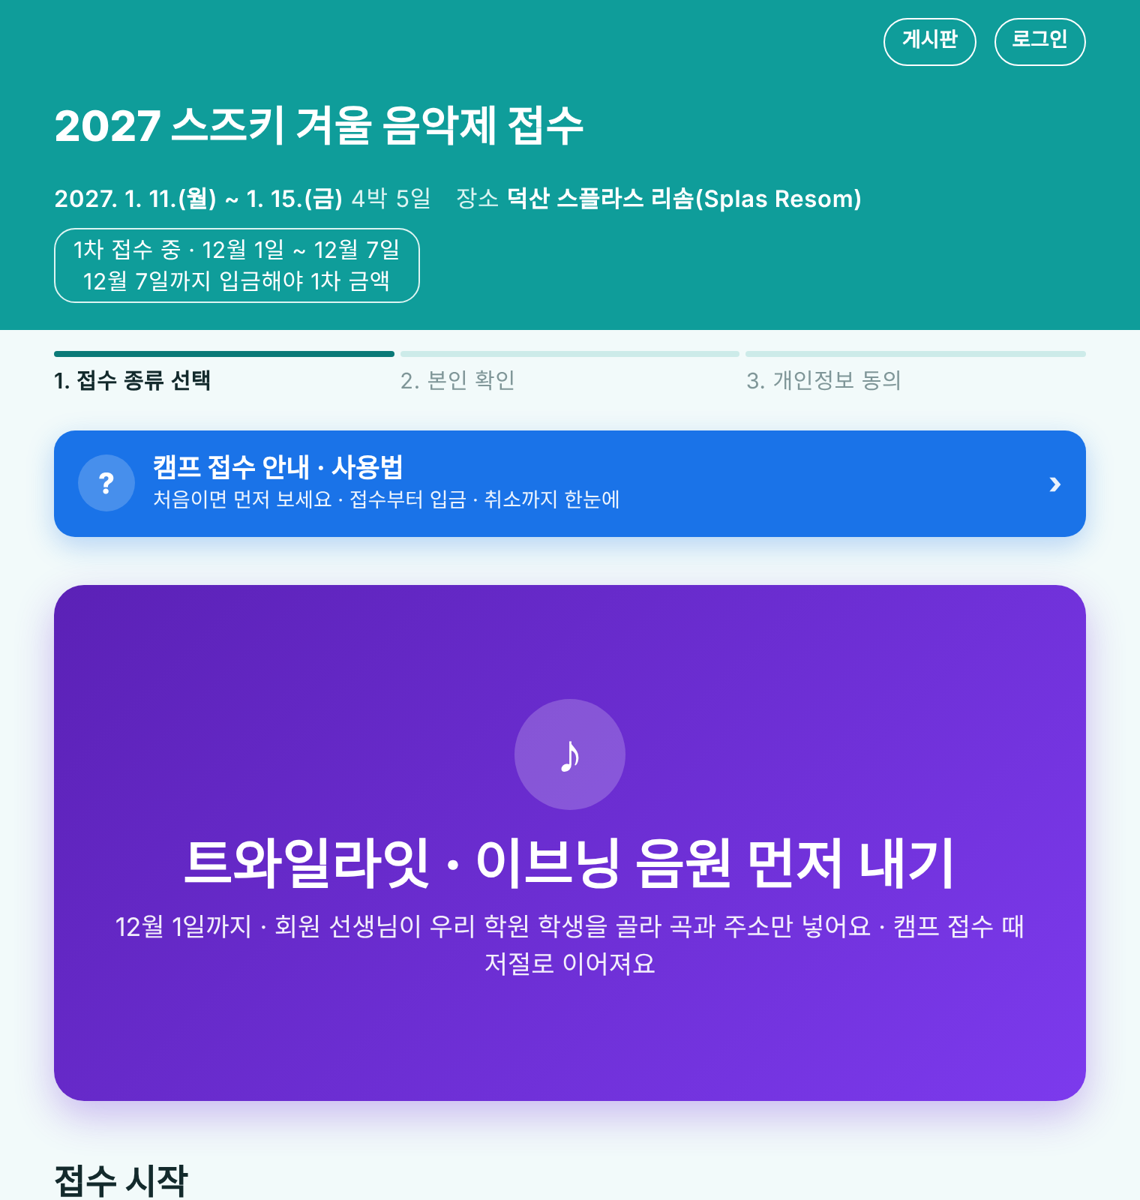 게시판
로그인
2027 스즈키 겨울 음악제 접수
2027. 1. 11.(월) ~ 1. 15.(금) 4박 5일 장소 덕산 스플라스 리솜(Splas Resom)
1차 접수 중 · 12월 1일 ~ 12월 7일
12월 7일까지 입금해야 1차 금액
1. 접수 종류 선택
2. 본인 확인
3. 개인정보 동의
?
캠프 접수 안내 · 사용법
처음이면 먼저 보세요 · 접수부터 입금 · 취소까지 한눈에
›
♪
트와일라잇 · 이브닝 음원 먼저 내기
12월 1일까지 · 회원 선생님이 우리 학원 학생을 골라 곡과 주소만 넣어요 · 캠프 접수 때
저절로 이어져요
접수 시작